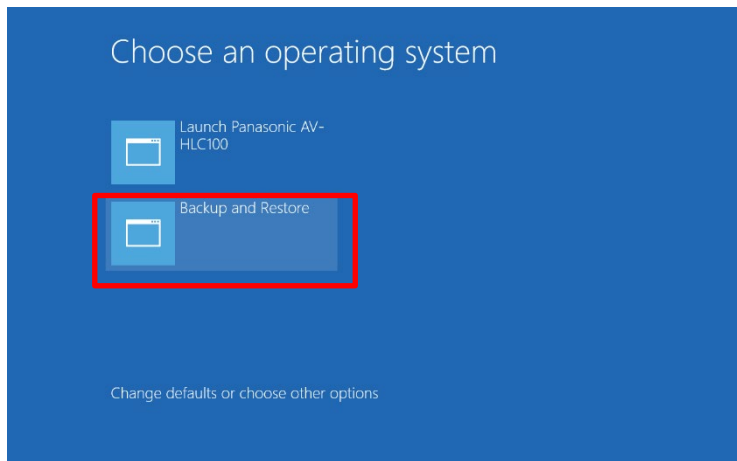 Choose an operating system
Launch Panasonic AV-
HLC100
Backup and Restore
Change defaults or choose other options